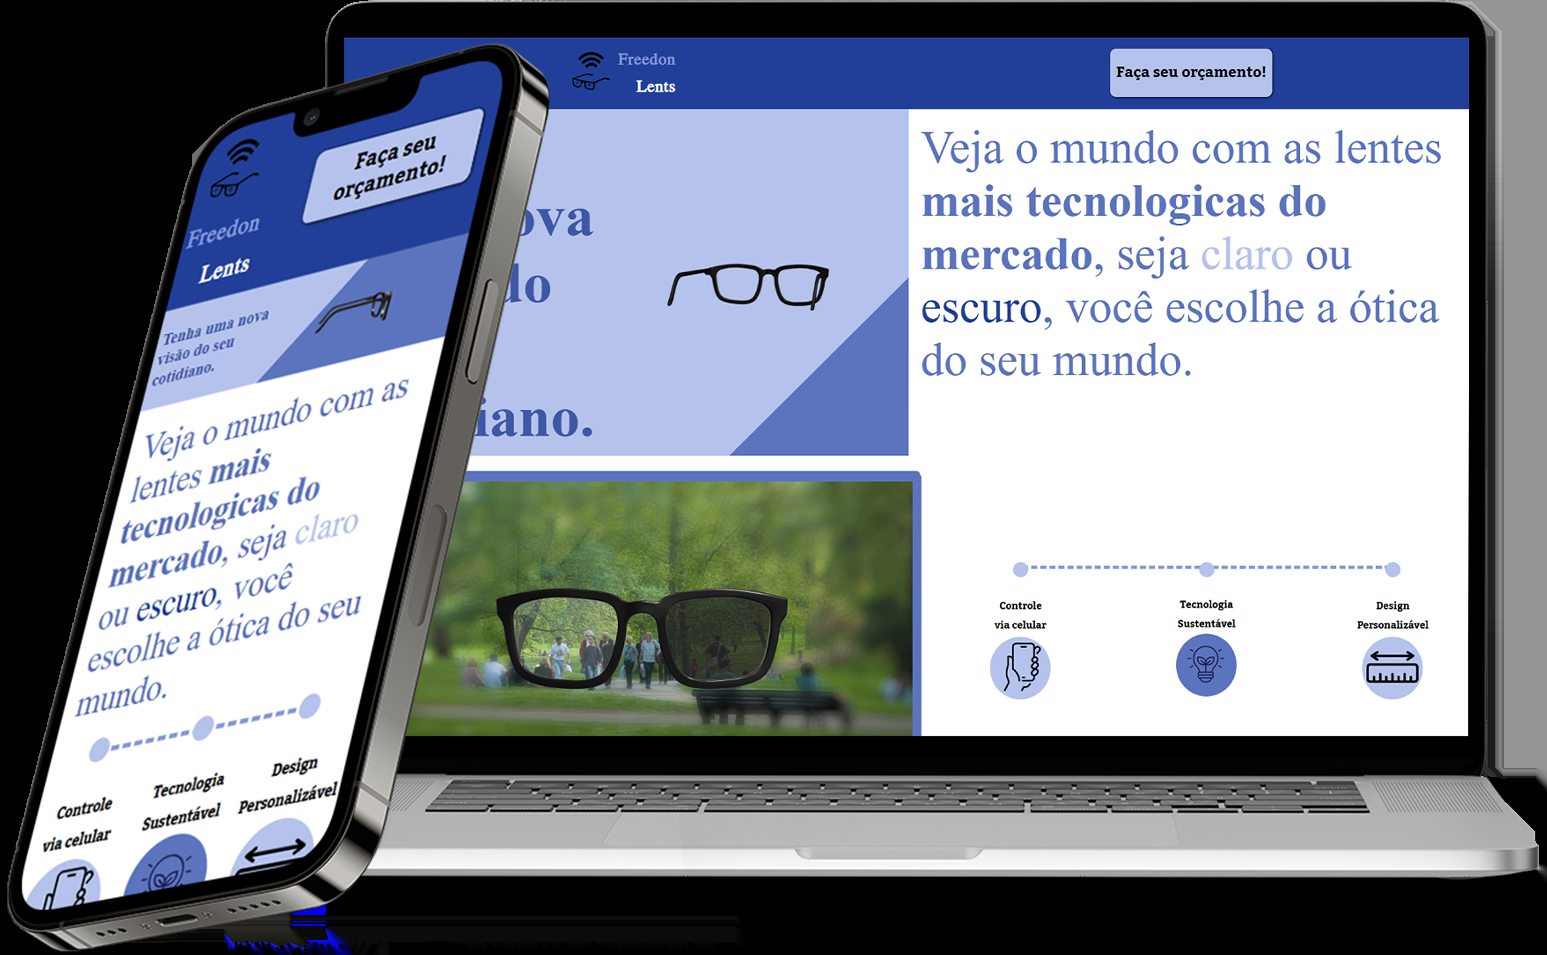 Faça seu
orçamento!
Freedon
Lents
Tenha uma nova
visão do seu
cotidiano.
Veja o mundo com as
lentes mais
tecnologicas do
mercado, seja claro
ou escuro, você
escolhe a ótica do seu
mundo.
Controle
via celular
Tecnologia
Sustentável
Design
Personalizável
Freedon
Lents
Faça seu orçamento!
ova
do
iano.
Veja o mundo com as lentes
mais tecnologicas do
mercado, seja claro ou
escuro, você escolhe a ótica
do seu mundo.
Controle
via celular
Tecnologia
Sustentável
Design
Personalizável